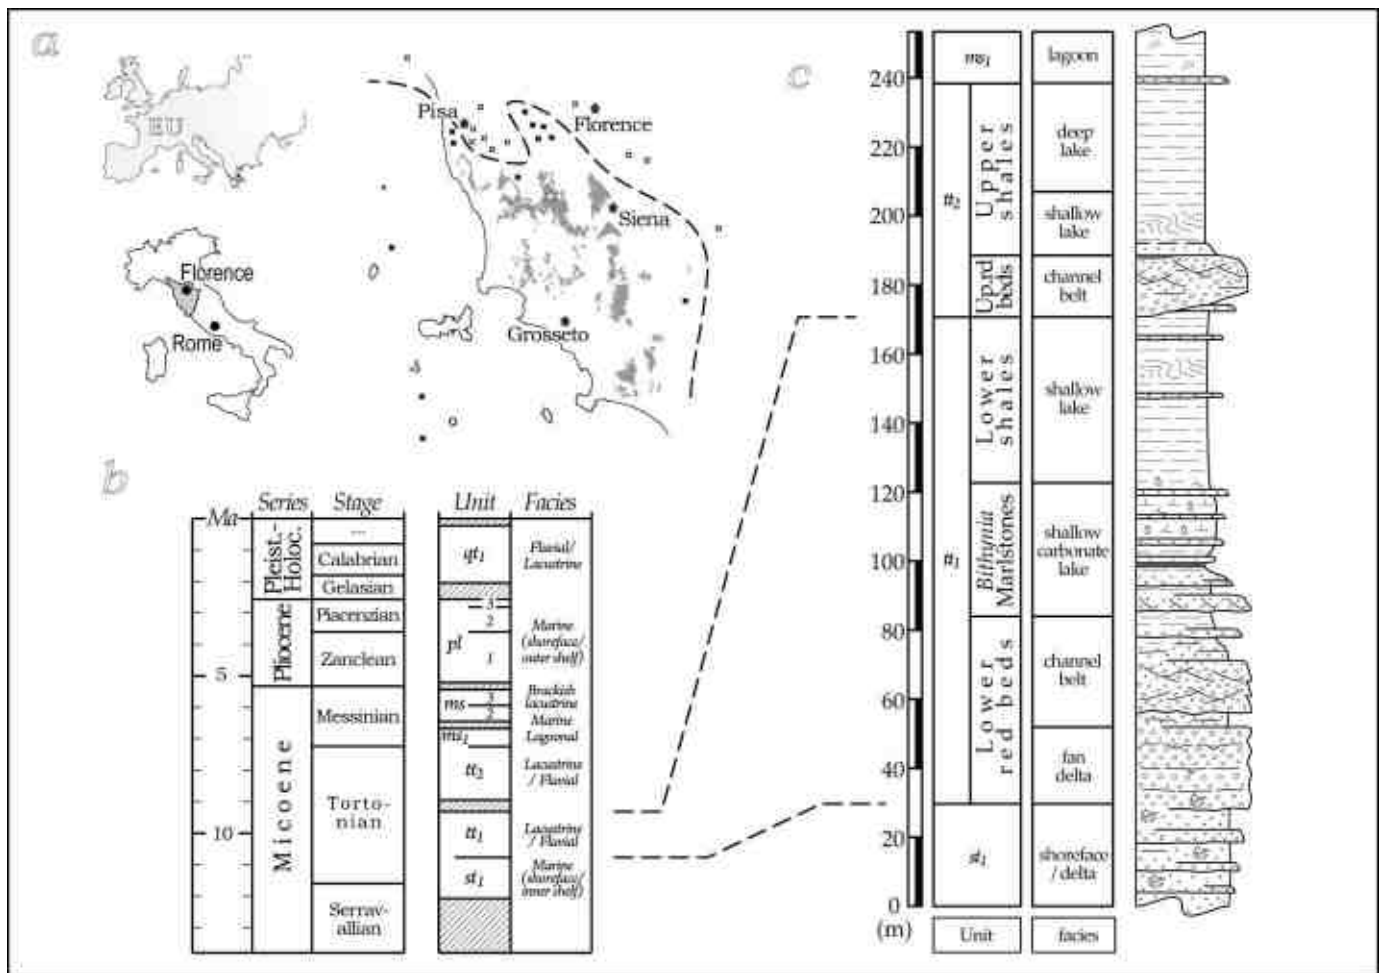 a
EU
Florence
Rome
Pisa
Florence
Siena
Grosseto
b
Ma
5
10
Series
Pleist.-
Holoc.
Pliocene
Micoene
Stage
...
Calabrian
Gelasian
Piacenzian
Zanclean
Messinian
Torto-
nian
Serrav-
allian
Unit
qt1
3
2
pl
1
3
ms
2
ms1
tt2
tt1
st1
Facies
Fluvial/
Lacustrine
Marine
(shoreface/
outer shelf)
Brackish
lacustrine
Marine
Lagoonal
Lacustrine
/ Fluvial
Lacustrine
/ Fluvial
Marine
(shoreface/
inner shelf)
c
240
220
200
180
160
140
120
100
80
60
40
20
0
(m)
ms1
tt2
tt1
st1
Upper
shales
Up.rd
beds
Lower
shales
Bithynia
Marlstones
Lower
red beds
Unit
lagoon
deep
lake
shallow
lake
channel
belt
shallow
lake
shallow
carbonate
lake
channel
belt
fan
delta
shoreface
/ delta
facies